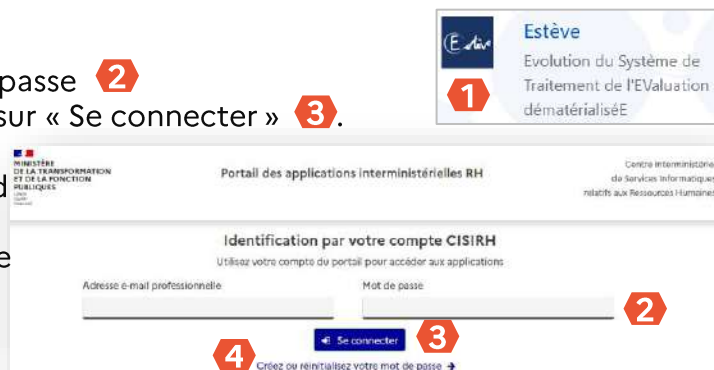 Estève
Evolution du Système de
Traitement de l'EValuation
dématérialiséE
1
passe 2
sur « Se connecter » 3.
MINISTÈRE
DE LA TRANSFORMATION
ET DE LA FONCTION
PUBLIQUES
d
e
Portail des applications interministérielles RH
Centre Interministérie
de Services Informatiques
relatifs aux Ressources Humaines
Identification par votre compte CISIRH
Utilisez votre compte du portail pour accéder aux applications
Adresse e-mail professionnelle
Mot de passe
2
Se connecter
3
4
Créez ou réinitialisez votre mot de passe →